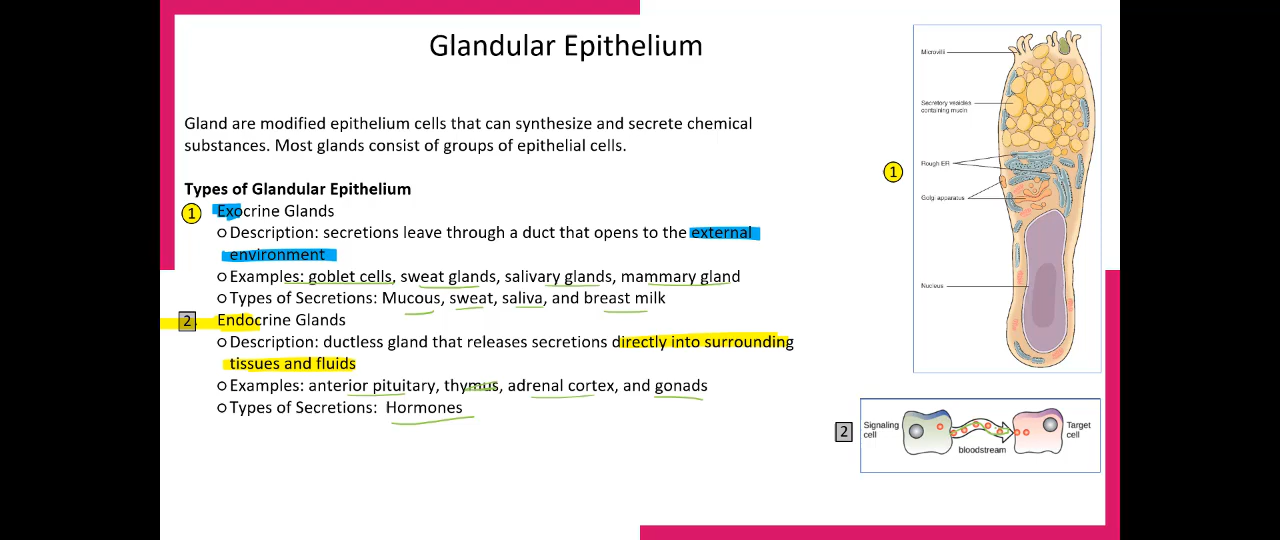 Glandular Epithelium
Gland are modified epithelium cells that can synthesize and secrete chemical
substances. Most glands consist of groups of epithelial cells.
Types of Glandular Epithelium
1 Exocrine Glands
Description: secretions leave through a duct that opens to the external
environment
Examples: goblet cells, sweat glands, salivary glands, mammary gland
Types of Secretions: Mucous, sweat, saliva, and breast milk
2 Endocrine Glands
Description: ductless gland that releases secretions directly into surrounding
tissues and fluids
Examples: anterior pituitary, thymus, adrenal cortex, and gonads
Types of Secretions: Hormones
1
Microvilli
Secretory vesicles
containing mucin
Rough ER
Golgi apparatus
Nucleus
2
Signaling
cell
bloodstream
Target
cell